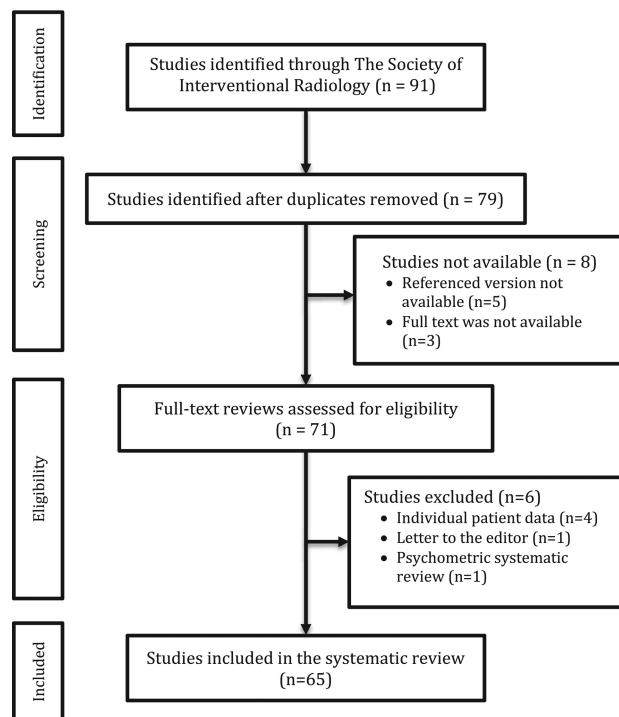 Identification
Studies identified through The Society of
Interventional Radiology (n = 91)
Screening
Studies identified after duplicates removed (n = 79)
Studies not available (n = 8)
• Referenced version not
available (n=5)
• Full text was not available
(n=3)
Eligibility
Full-text reviews assessed for eligibility
(n = 71)
Studies excluded (n=6)
• Individual patient data (n=4)
• Letter to the editor (n=1)
• Psychometric systematic
review (n=1)
Included
Studies included in the systematic review
(n=65)